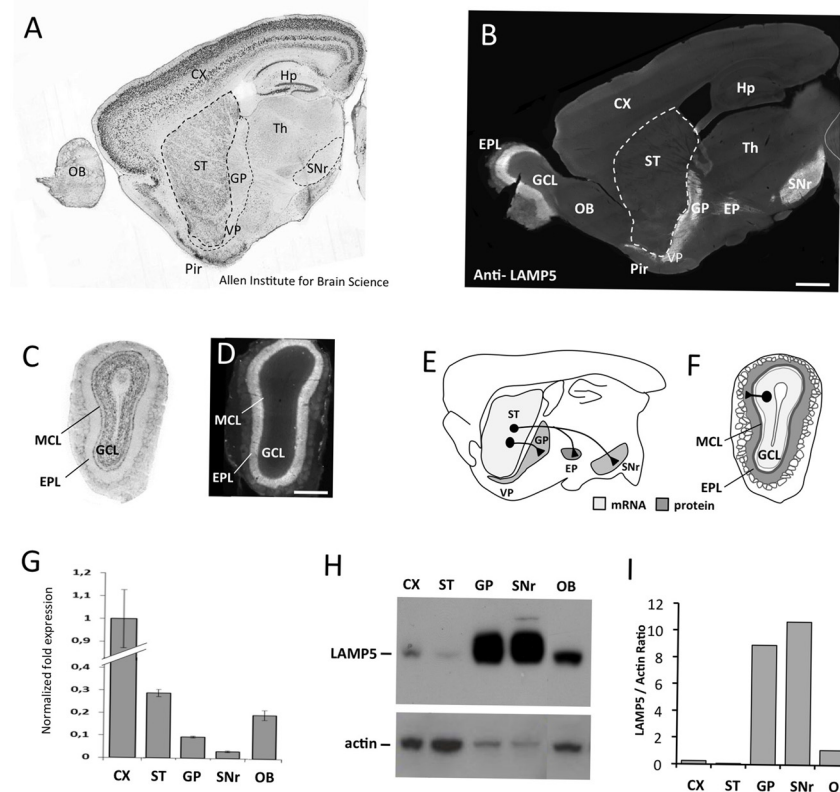 A
CX
Hp
Th
ST
OB
GP
SNr
VP
Pir
Allen Institute for Brain Science
B
CX
Hp
EPL
ST
Th
GCL
SNr
OB
GP
EP
VP
Pir
Anti- LAMP5
C
MCL
GCL
EPL
D
MCL
GCL
EPL
E
ST
GP
EP
SNr
VP
mRNA
protein
F
MCL
GCL
EPL
G
Normalized fold expression
1,2
1,1
1
0,9
0,4
0,3
0,2
0,1
0
CX ST GP SNr OB
H
CX ST GP SNr OB
LAMP5
actin
I
LAMP5 / Actin Ratio
12
10
8
6
4
2
0
CX ST GP SNr